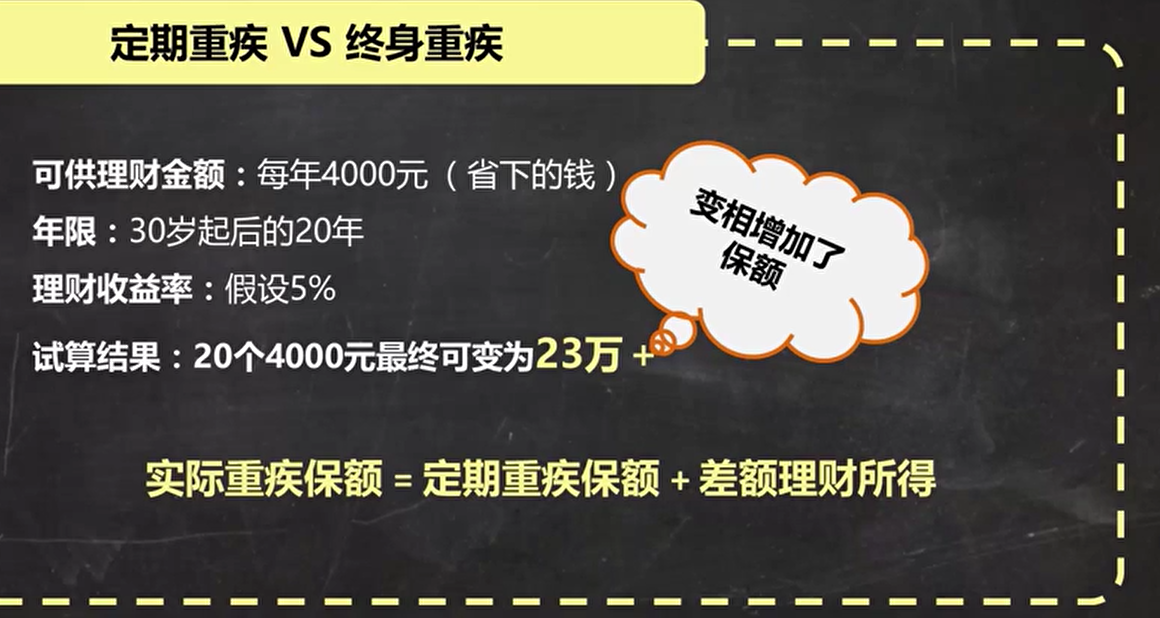 定期重疾 VS 终身重疾
可供理财金额：每年4000元（省下的钱）
年限：30岁起后的20年
理财收益率：假设5%
试算结果：20个4000元最终可变为23万+
变相增加了
保额
实际重疾保额 = 定期重疾保额 + 差额理财所得